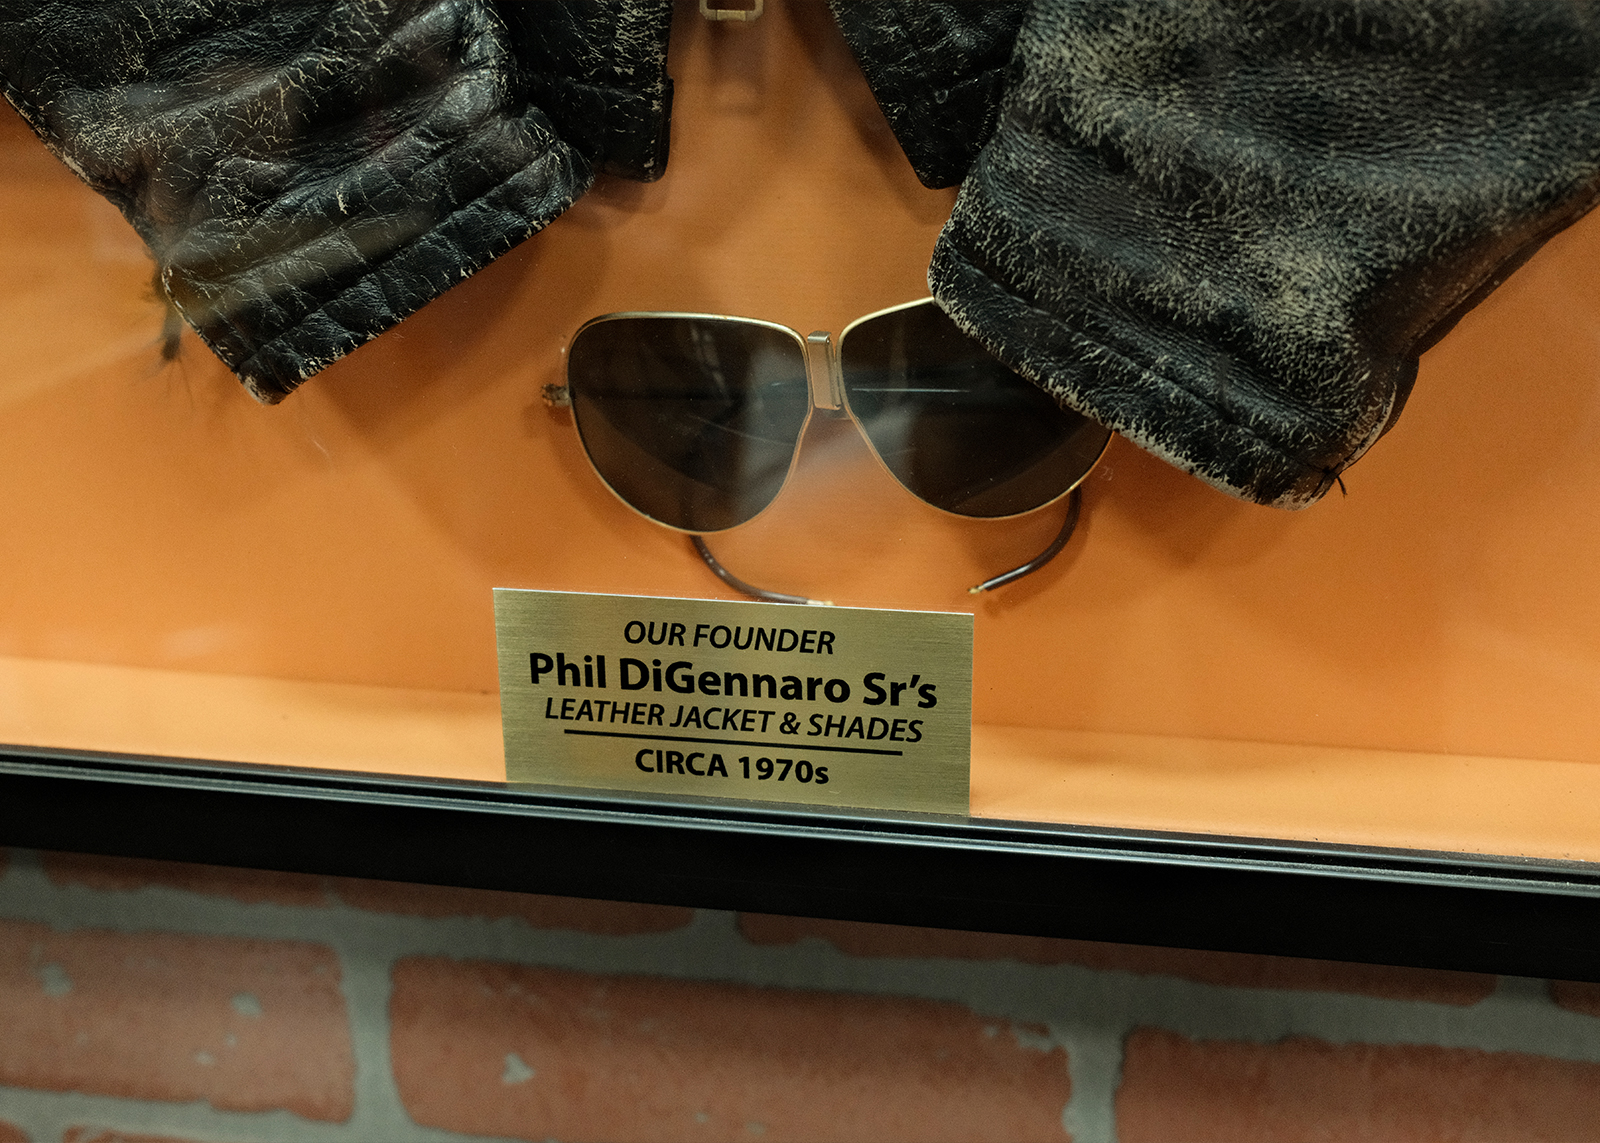 OUR FOUNDER
Phil DiGennaro Sr's
LEATHER JACKET & SHADES
CIRCA 1970s